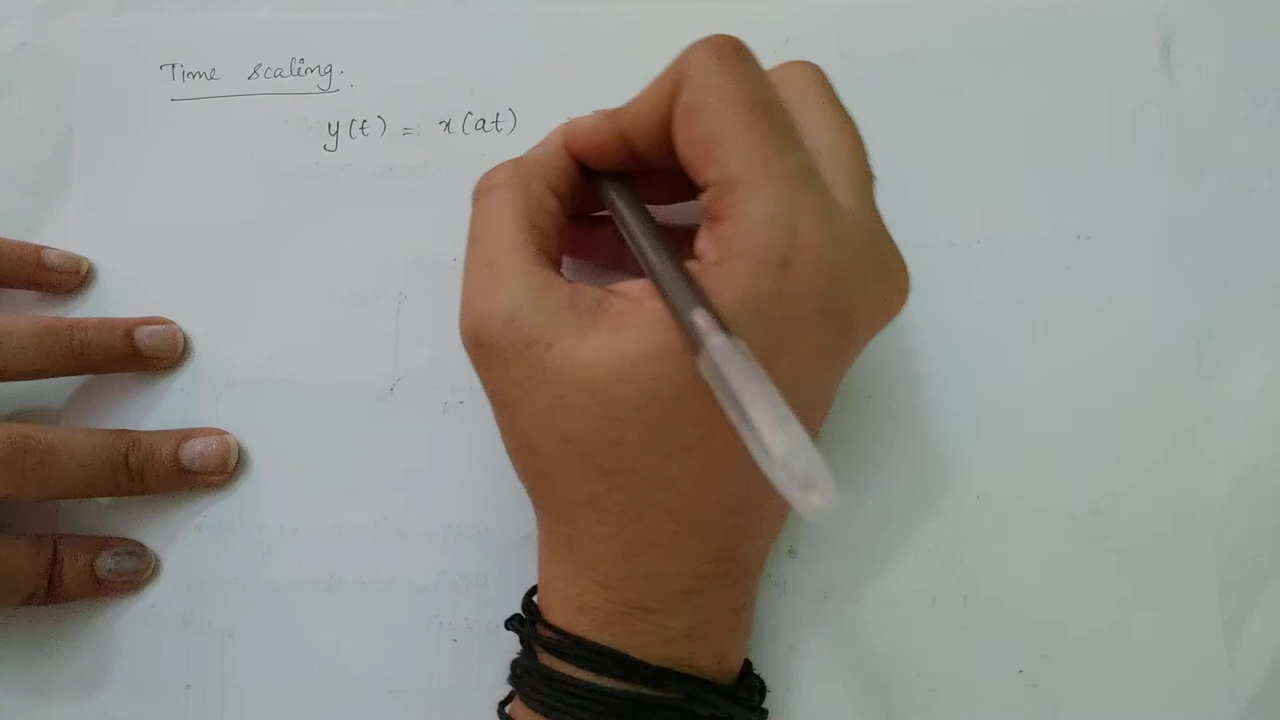 Time scaling.
y(t) = x(at)